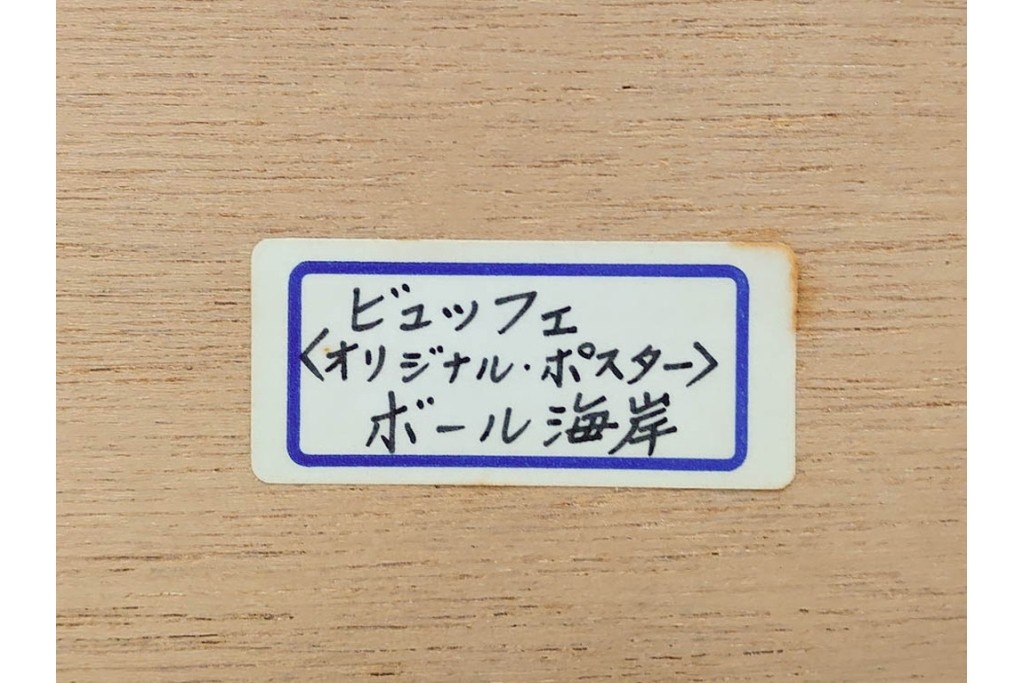 ビュッフェ
<オリジナル・ポスター>
ボール海岸